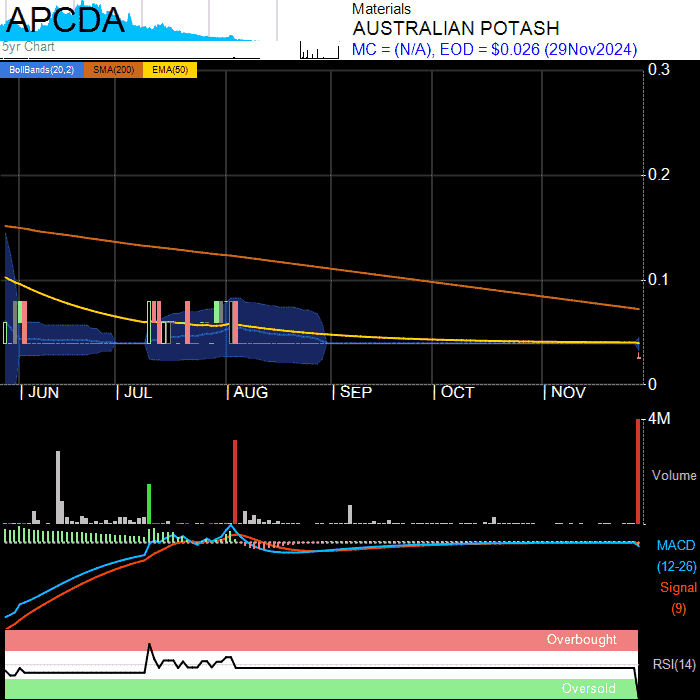 APCDA
5yr Chart
Materials
AUSTRALIAN POTASH
MC = (N/A), EOD = $0.026 (29Nov2024)
BollBands(20,2) SMA(200) EMA(50)
0.3
0.2
0.1
0
JUN JUL AUG SEP OCT NOV
4M
Volume
MACD
(12-26)
Signal
(9)
Overbought
RSI(14)
Oversold